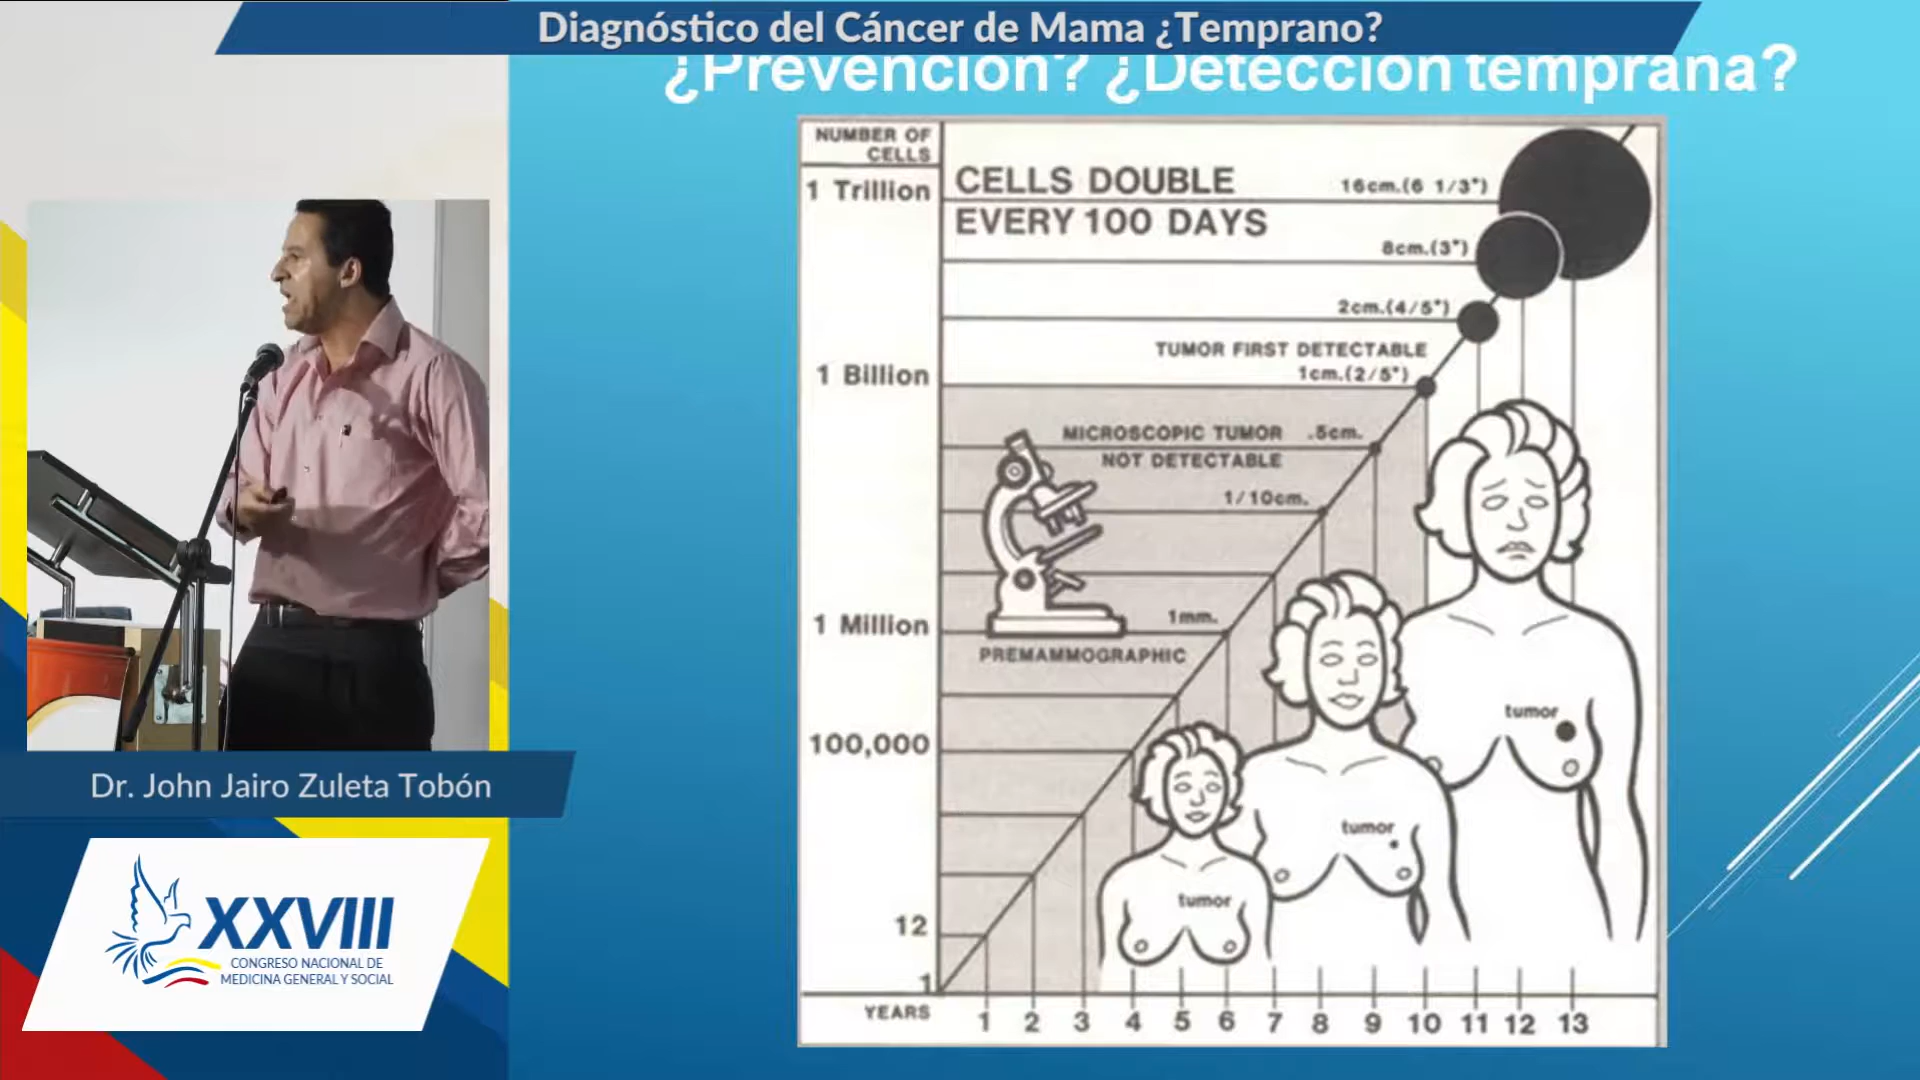 Diagnóstico del Cáncer de Mama ¿Temprano?
¿Prevención? ¿Detección temprana?
NUMBER OF
CELLS
1 Trillion
CELLS DOUBLE
EVERY 100 DAYS
16cm.(6 1/3")
8cm.(3")
2cm.(4/5")
TUMOR FIRST DETECTABLE
1cm.(2/5")
1 Billion
MICROSCOPIC TUMOR .5cm.
NOT DETECTABLE
1/10cm.
1 Million
1mm.
PREMAMMOGRAPHIC
100,000
tumor
tumor
tumor
12
1
YEARS 1 2 3 4 5 6 7 8 9 10 11 12 13
Dr. John Jairo Zuleta Tobón
XXVIII
CONGRESO NACIONAL DE
MEDICINA GENERAL Y SOCIAL